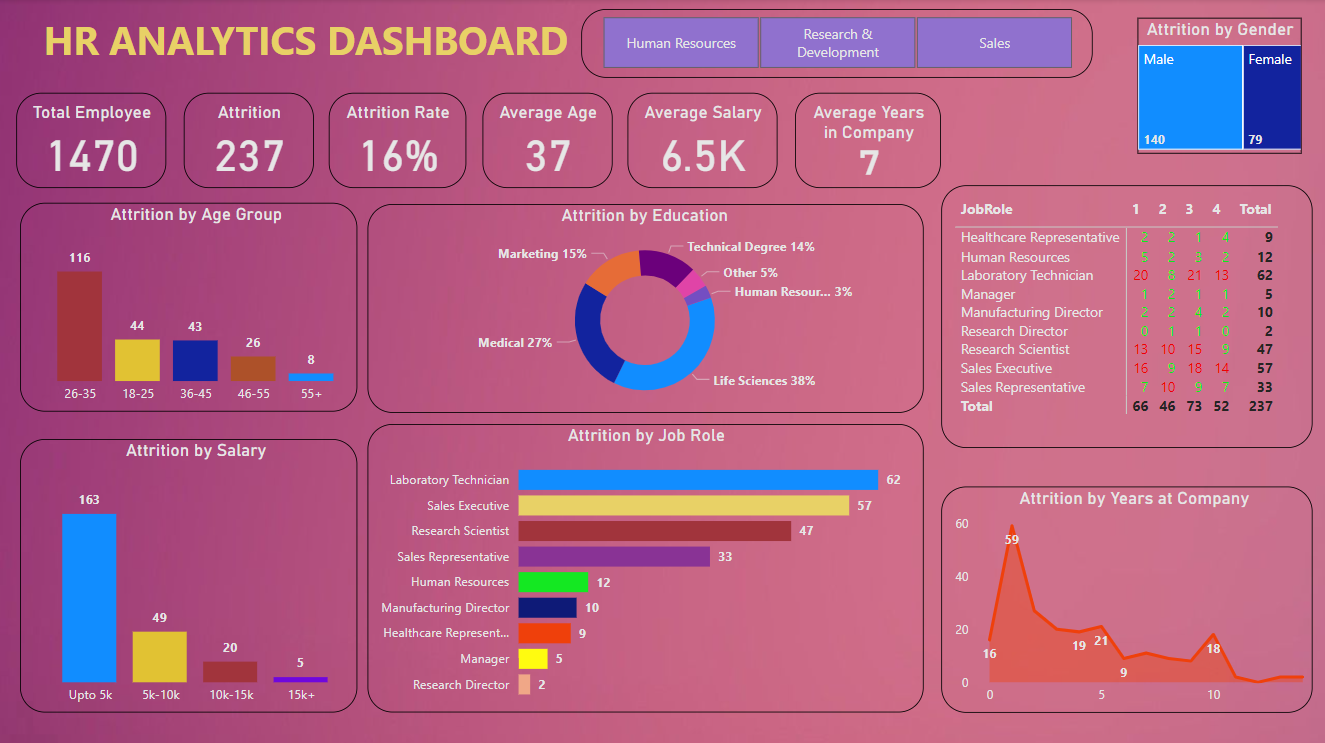 HR ANALYTICS DASHBOARD
Human Resources
Research &
Development
Sales
Attrition by Gender
Male
Female
140
79
Total Employee
1470
Attrition
237
Attrition Rate
16%
Average Age
37
Average Salary
6.5K
Average Years
in Company
7
Attrition by Age Group
116
44
43
26
8
26-35
18-25
36-45
46-55
55+
Attrition by Education
Technical Degree 14%
Marketing 15%
Other 5%
Human Resour... 3%
Medical 27%
Life Sciences 38%
JobRole 1 2 3 4 Total
Healthcare Representative 2 2 1 4 9
Human Resources 5 2 3 2 12
Laboratory Technician 20 8 21 13 62
Manager 1 2 1 1 5
Manufacturing Director 2 2 4 2 10
Research Director 0 1 1 0 2
Research Scientist 13 10 15 9 47
Sales Executive 16 9 18 14 57
Sales Representative 7 10 9 7 33
Total 66 46 73 52 237
Attrition by Salary
163
49
20
5
Upto 5k
5k-10k
10k-15k
15k+
Attrition by Job Role
Laboratory Technician 62
Sales Executive 57
Research Scientist 47
Sales Representative 33
Human Resources 12
Manufacturing Director 10
Healthcare Represent... 9
Manager 5
Research Director 2
Attrition by Years at Company
60
59
40
20
19
21
18
16
9
0
0
5
10